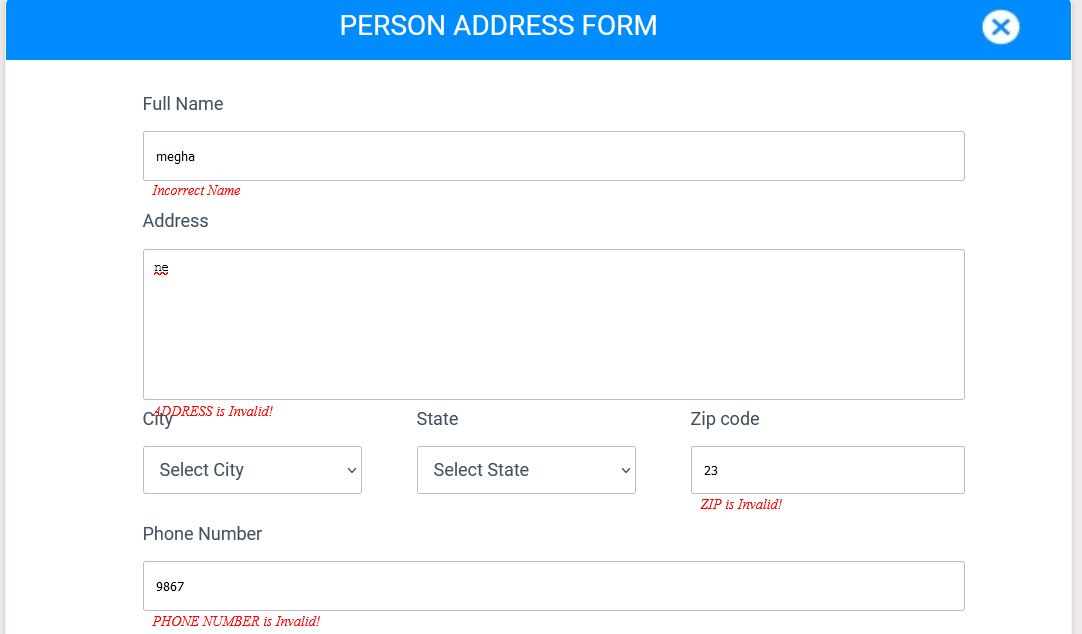 PERSON ADDRESS FORM
Full Name
megha
Incorrect Name
Address
ne
ADDRESS is Invalid!
City State Zip code
Select City Select State 23
ZIP is Invalid!
Phone Number
9867
PHONE NUMBER is Invalid!